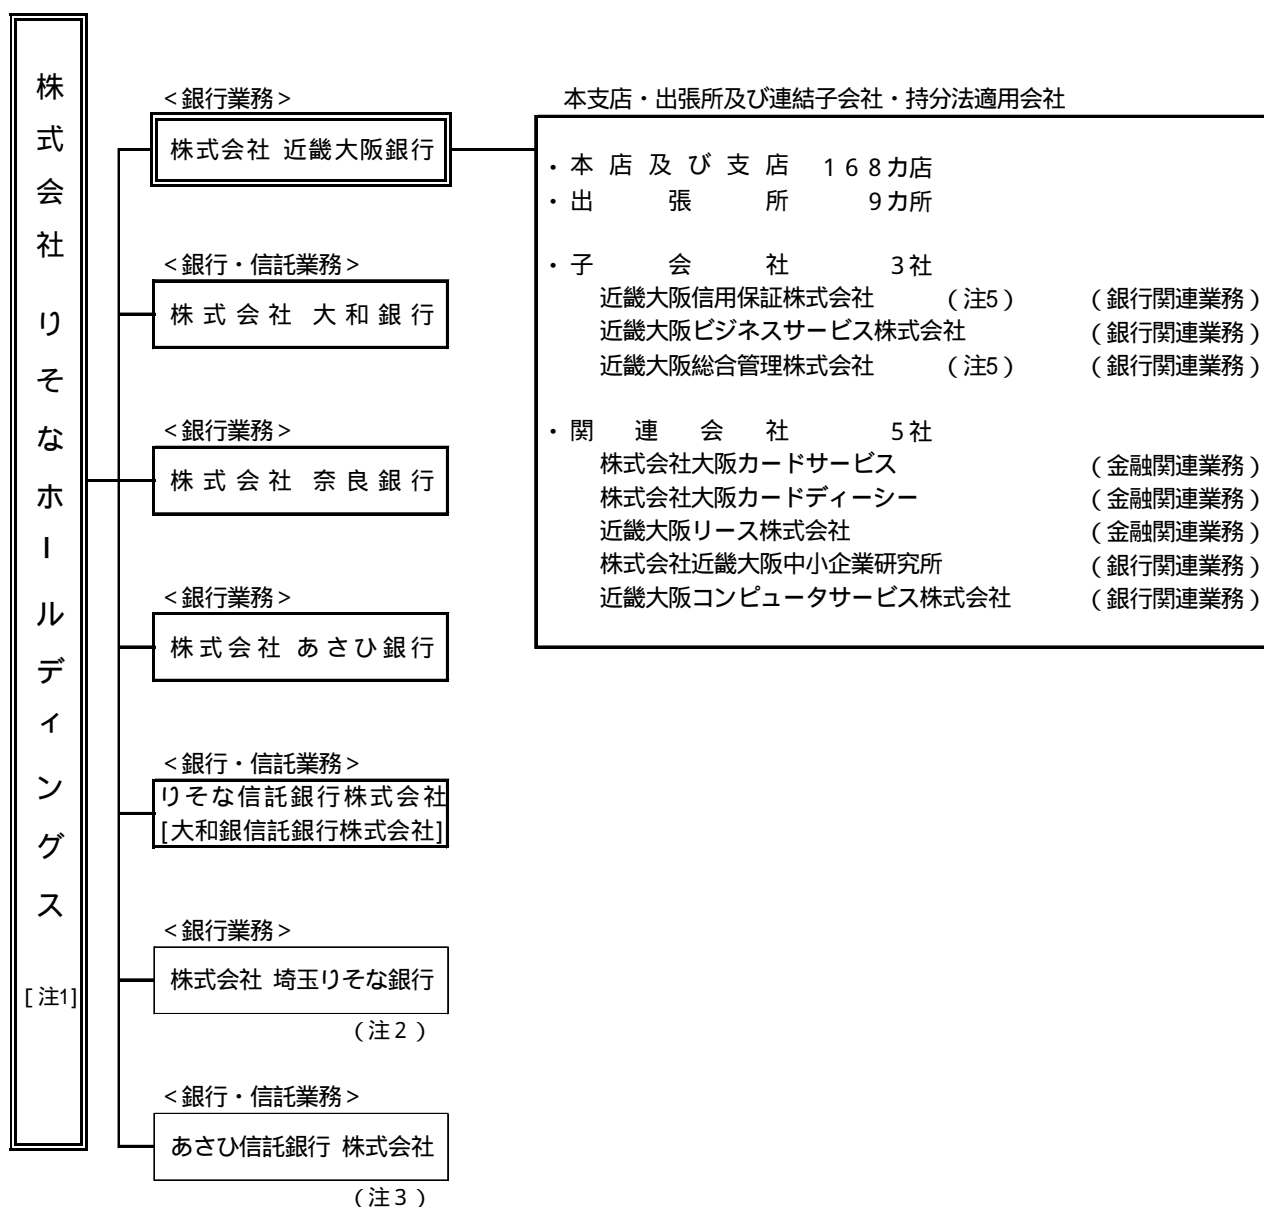 株式会社 りそなホールディングス [注1]
<銀行業務>
株式会社 近畿大阪銀行
<銀行・信託業務>
株式会社 大和銀行
<銀行業務>
株式会社 奈良銀行
<銀行業務>
株式会社 あさひ銀行
<銀行・信託業務>
りそな信託銀行株式会社
[大和銀信託銀行株式会社]
<銀行業務>
株式会社 埼玉りそな銀行
(注2)
<銀行・信託業務>
あさひ信託銀行 株式会社
(注3)
本支店・出張所及び連結子会社・持分法適用会社
・本店及び支店 168カ店
・出張所 9カ所
・子会社 3社
近畿大阪信用保証株式会社 (注5) (銀行関連業務)
近畿大阪ビジネスサービス株式会社 (銀行関連業務)
近畿大阪総合管理株式会社 (注5) (銀行関連業務)
・関連会社 5社
株式会社大阪カードサービス (金融関連業務)
株式会社大阪カードディーシー (金融関連業務)
近畿大阪リース株式会社 (金融関連業務)
株式会社近畿大阪中小企業研究所 (銀行関連業務)
近畿大阪コンピュータサービス株式会社 (銀行関連業務)